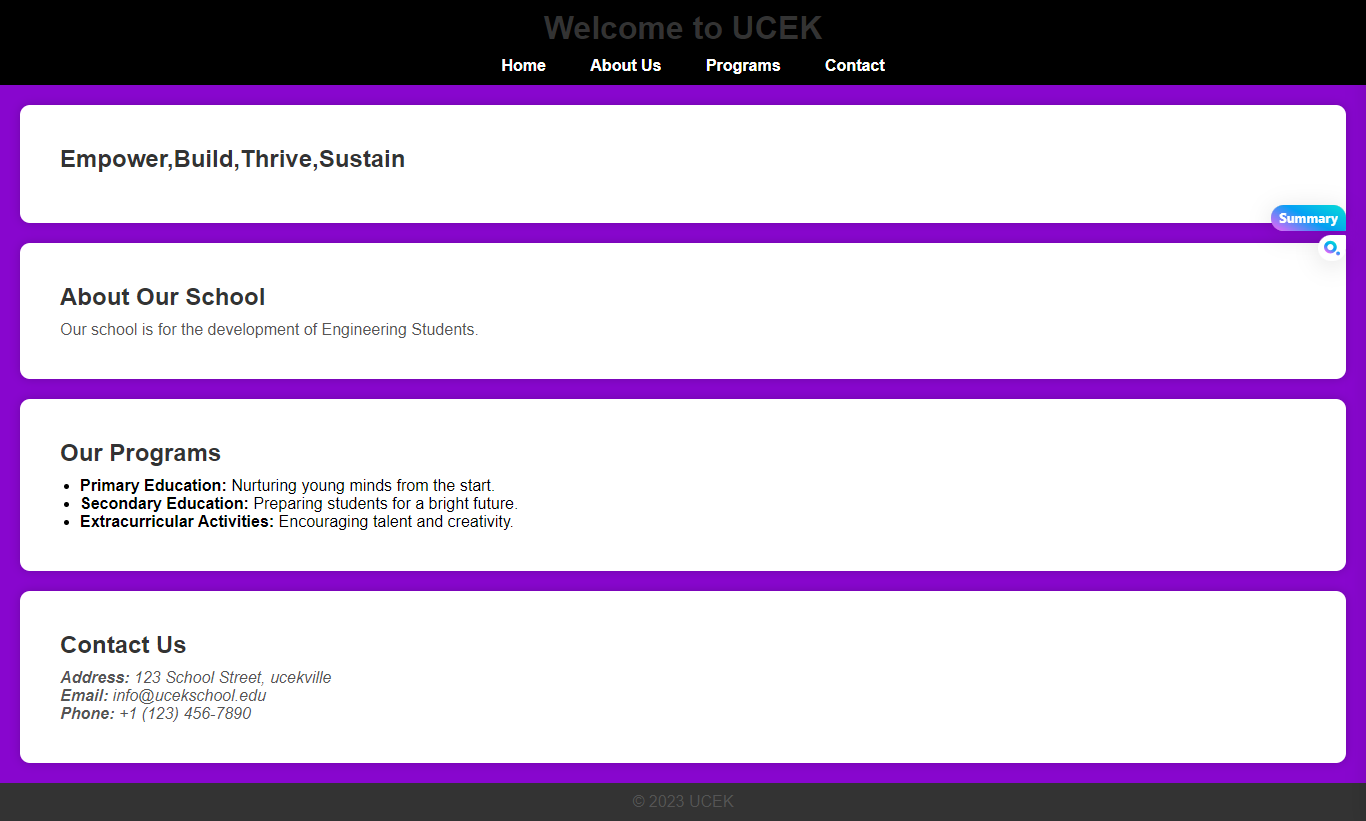 Welcome to UCEK
Home About Us Programs Contact
Empower,Build,Thrive,Sustain
Summary
About Our School
Our school is for the development of Engineering Students.
Our Programs
• Primary Education: Nurturing young minds from the start.
• Secondary Education: Preparing students for a bright future.
• Extracurricular Activities: Encouraging talent and creativity.
Contact Us
Address: 123 School Street, ucekville
Email: info@ucekschool.edu
Phone: +1 (123) 456-7890
© 2023 UCEK